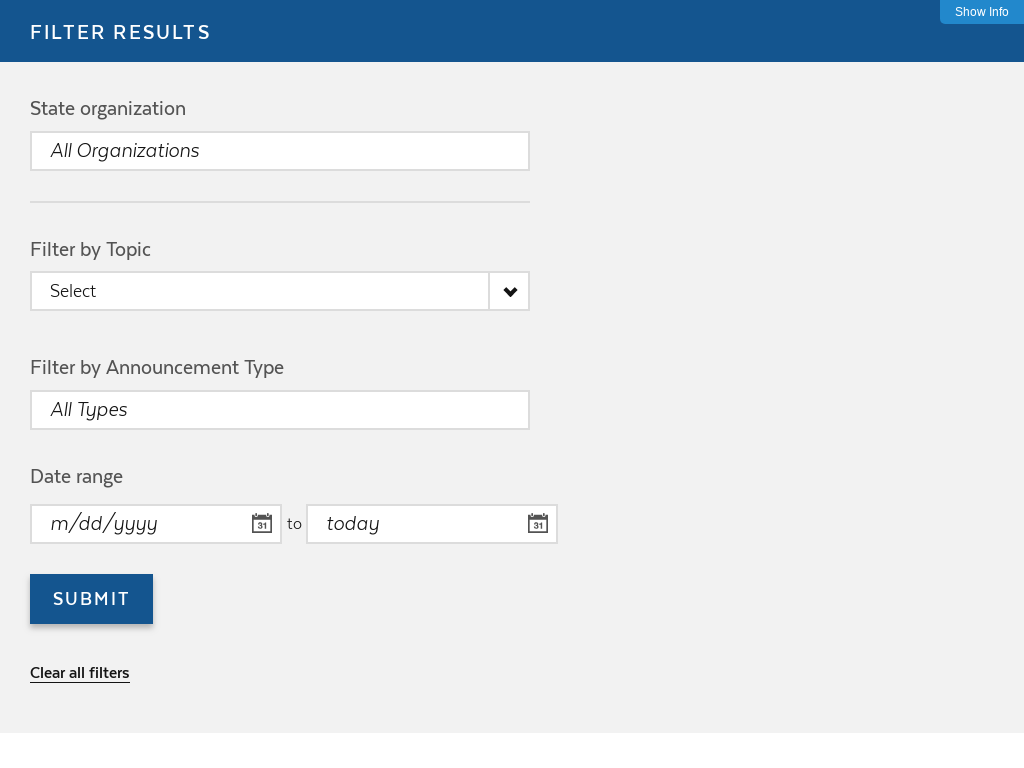 Show Info
FILTER RESULTS
State organization
All Organizations
Filter by Topic
Select
Filter by Announcement Type
All Types
Date range
m/dd/yyyy 31 to today 31
SUBMIT
Clear all filters